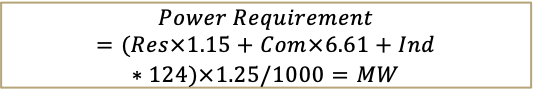 Power Requirement
= (Res×1.15 + Com×6.61 + Ind
* 124)×1.25/1000 = MW